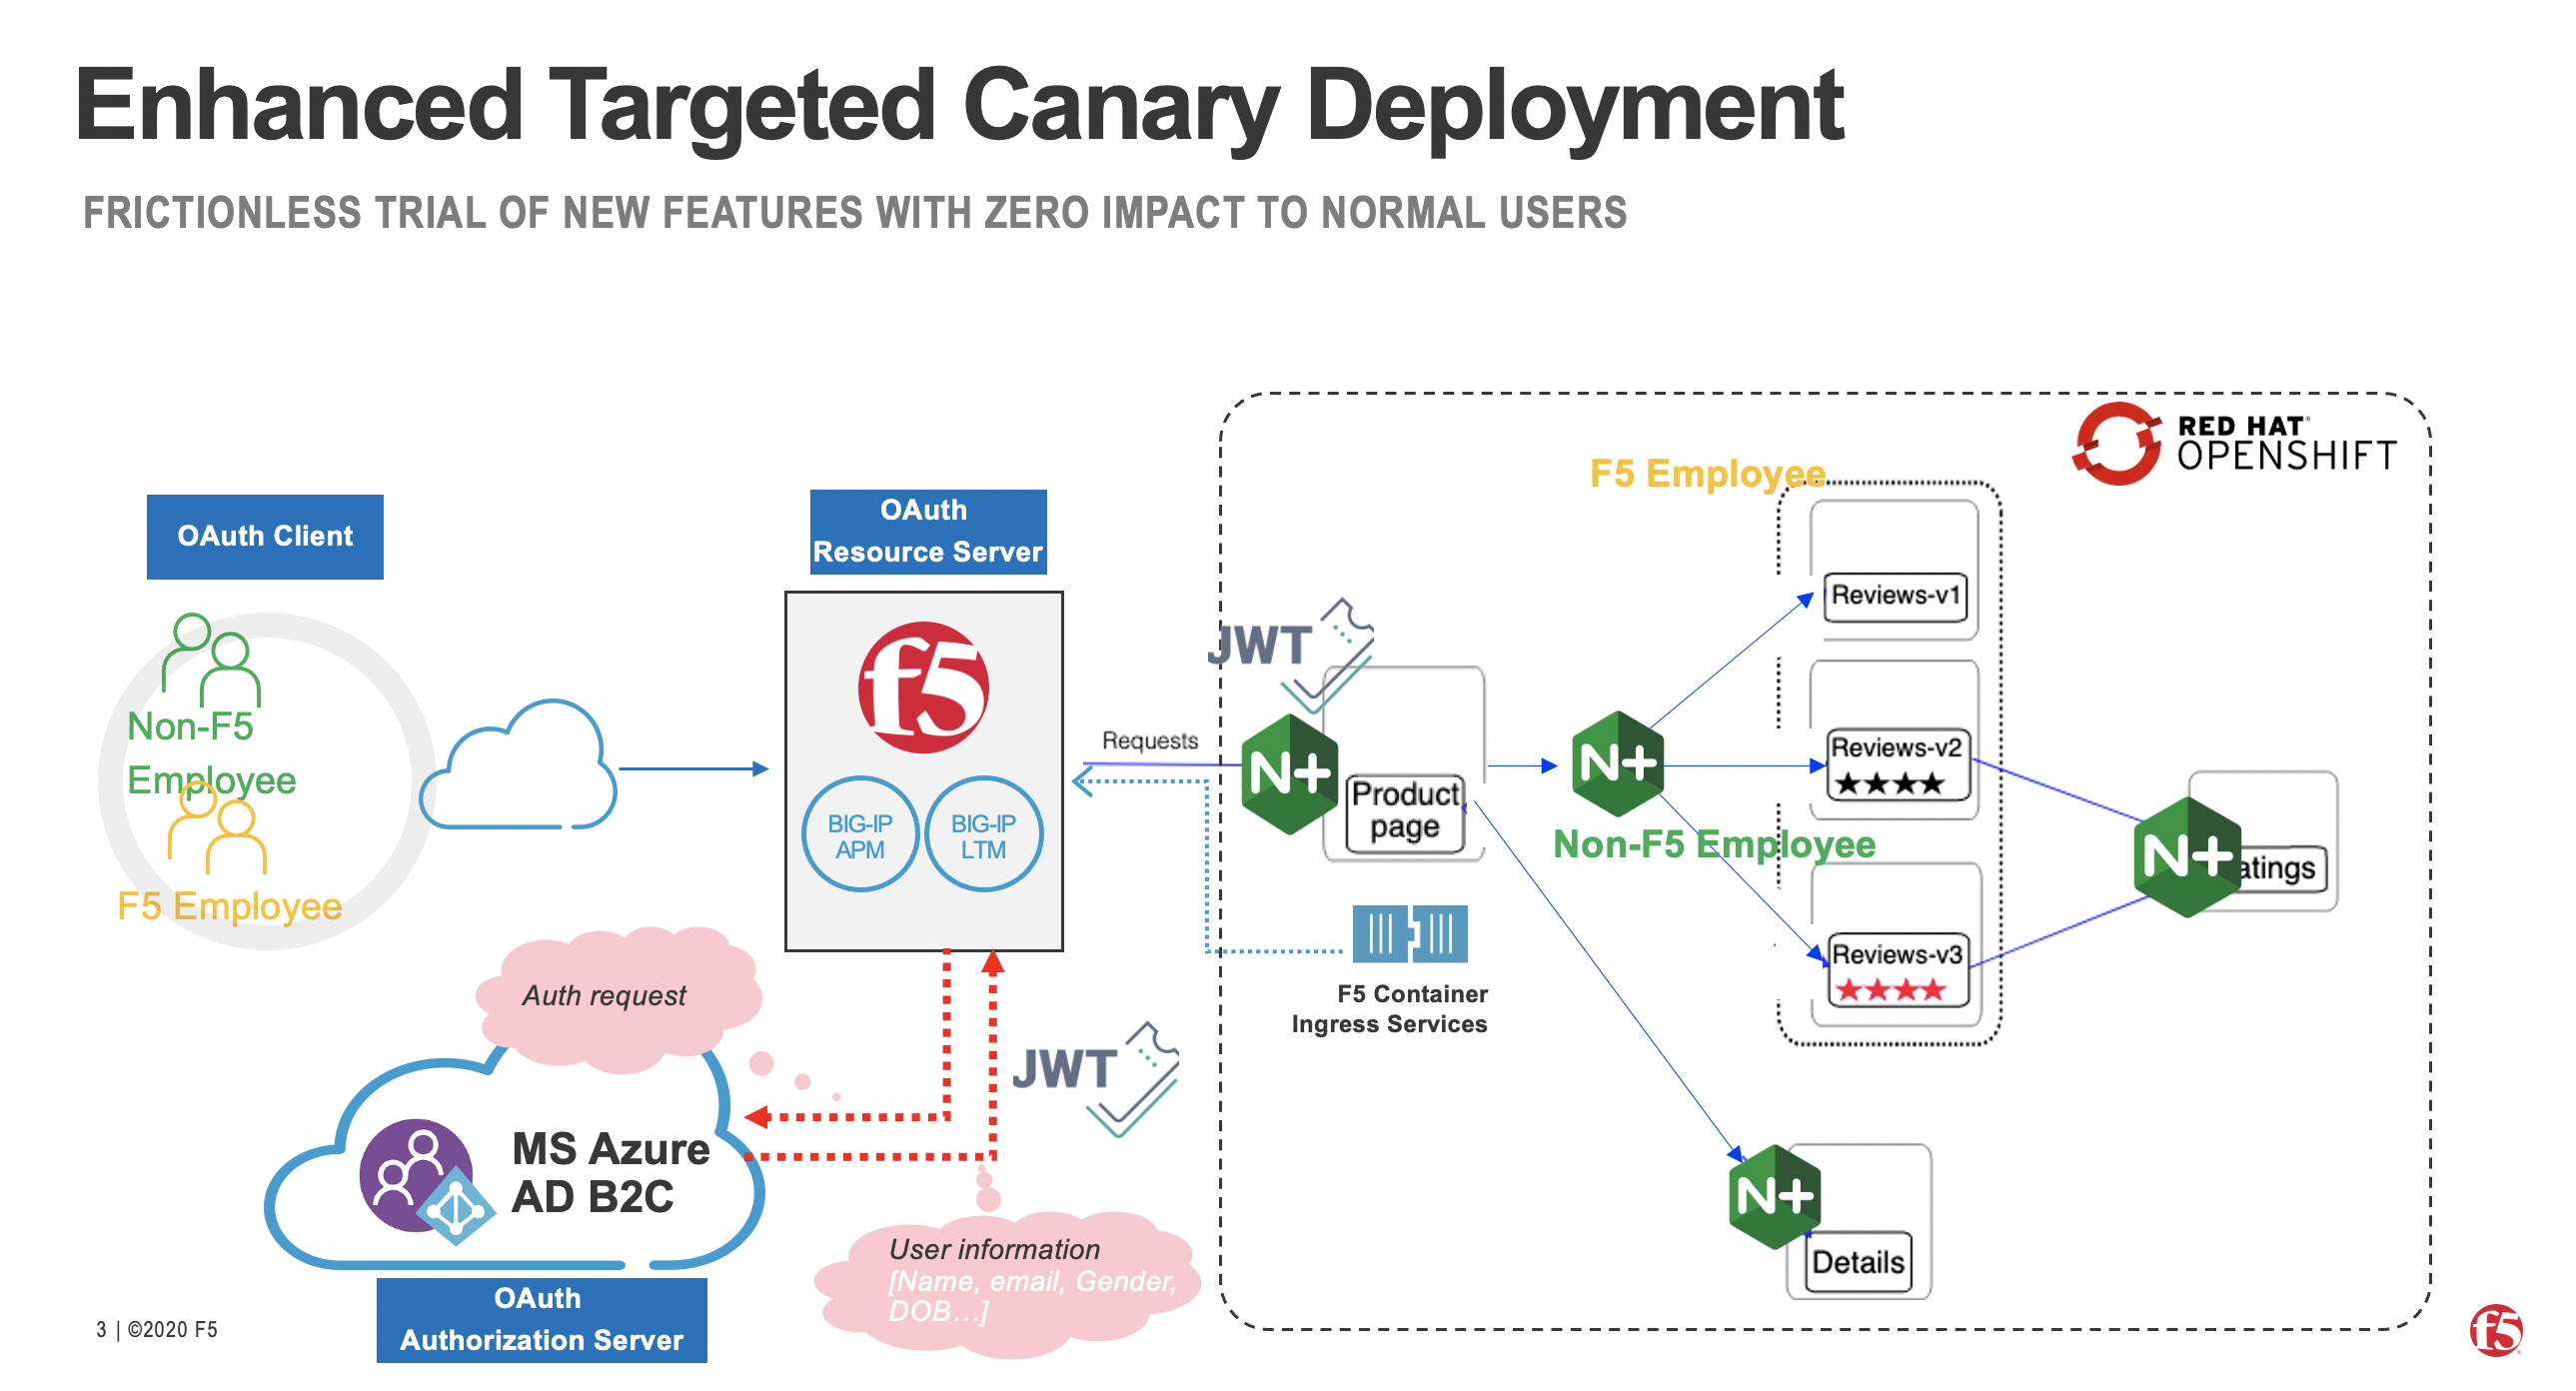 Enhanced Targeted Canary Deployment
FRICTIONLESS TRIAL OF NEW FEATURES WITH ZERO IMPACT TO NORMAL USERS
OAuth Client
Non-F5
Employee
F5 Employee
OAuth
Resource Server
f5
BIG-IP
APM
BIG-IP
LTM
Auth request
MS Azure
AD B2C
OAuth
Authorization Server
JWT
User information
[Name, email, Gender,
DOB...]
Requests
JWT
N+
Product
page
F5 Container
Ingress Services
RED HAT®
OPENSHIFT
F5 Employee
N+
Non-F5 Employee
Reviews-v1
Reviews-v2
★★★★
Reviews-v3
★★★★
N+
atings
N+
Details
3 | ©2020 F5
f5